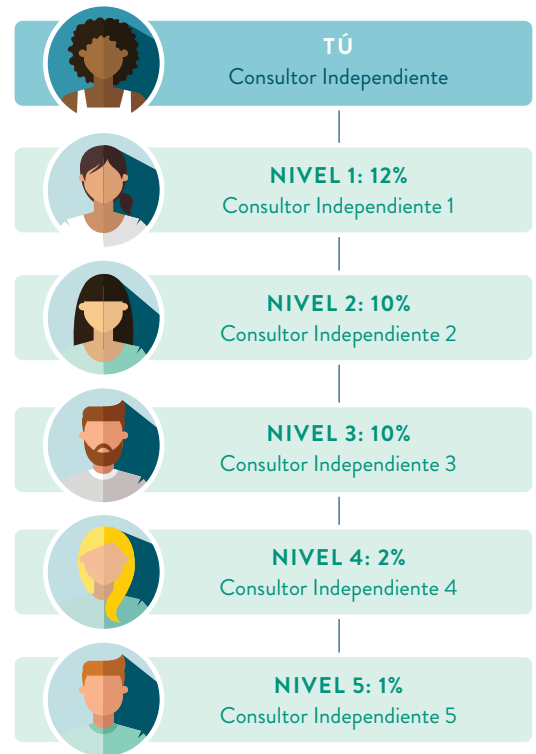 TÚ
Consultor Independiente
NIVEL 1: 12%
Consultor Independiente 1
NIVEL 2: 10%
Consultor Independiente 2
NIVEL 3: 10%
Consultor Independiente 3
NIVEL 4: 2%
Consultor Independiente 4
NIVEL 5: 1%
Consultor Independiente 5